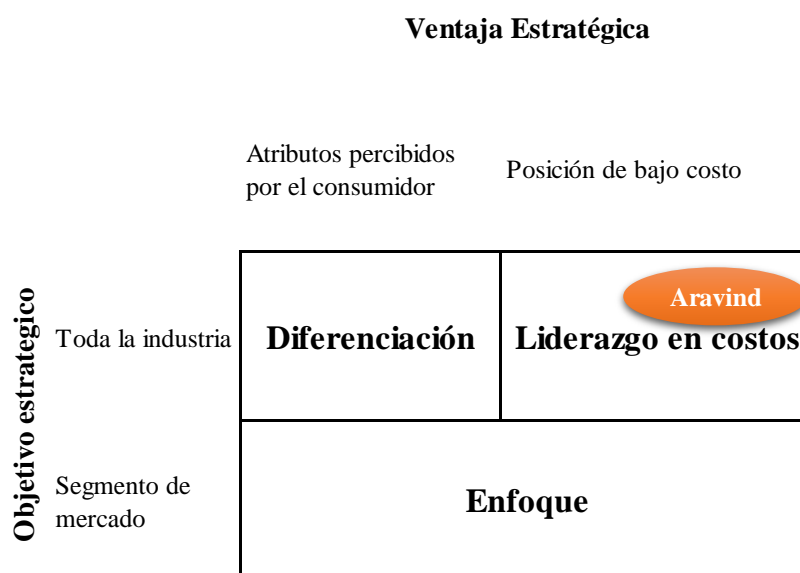 Ventaja Estratégica
Atributos percibidos
por el consumidor
Posición de bajo costo
Objetivo estrategico
Toda la industria
Diferenciación
Aravind
Liderazgo en costos
Segmento de
mercado
Enfoque